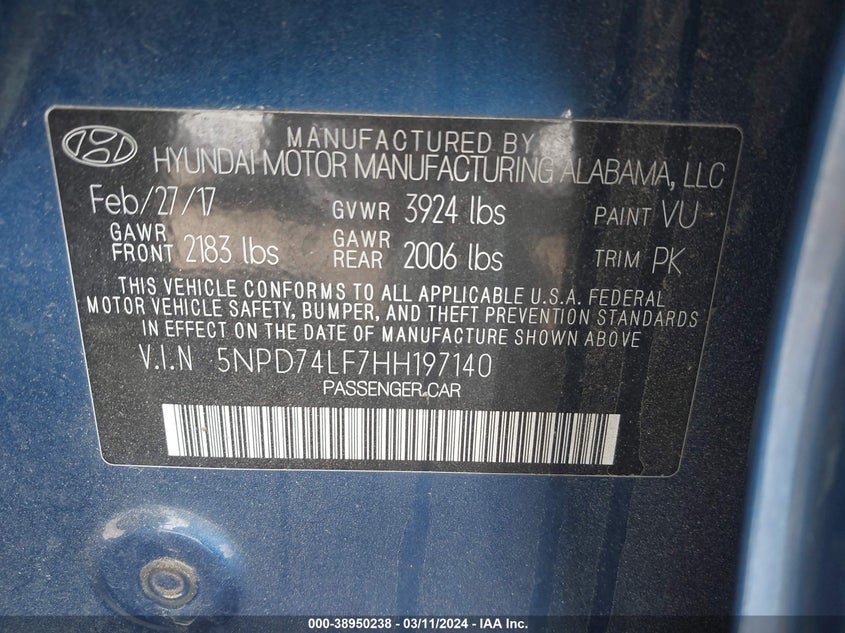 MANUFACTURED BY
HYUNDAI MOTOR MANUFACTURING ALABAMA, LLC
Feb/27/17 GVWR 3924 lbs PAINT VU
GAWR FRONT 2183 lbs GAWR REAR 2006 lbs TRIM PK
THIS VEHICLE CONFORMS TO ALL APPLICABLE U.S.A. FEDERAL
MOTOR VEHICLE SAFETY, BUMPER, AND THEFT PREVENTION STANDARDS
IN EFFECT ON THE DATE OF MANUFACTURE SHOWN ABOVE
V.I.N 5NPD74LF7HH197140
PASSENGER CAR
000-38950238 - 03/11/2024 - IAA Inc.